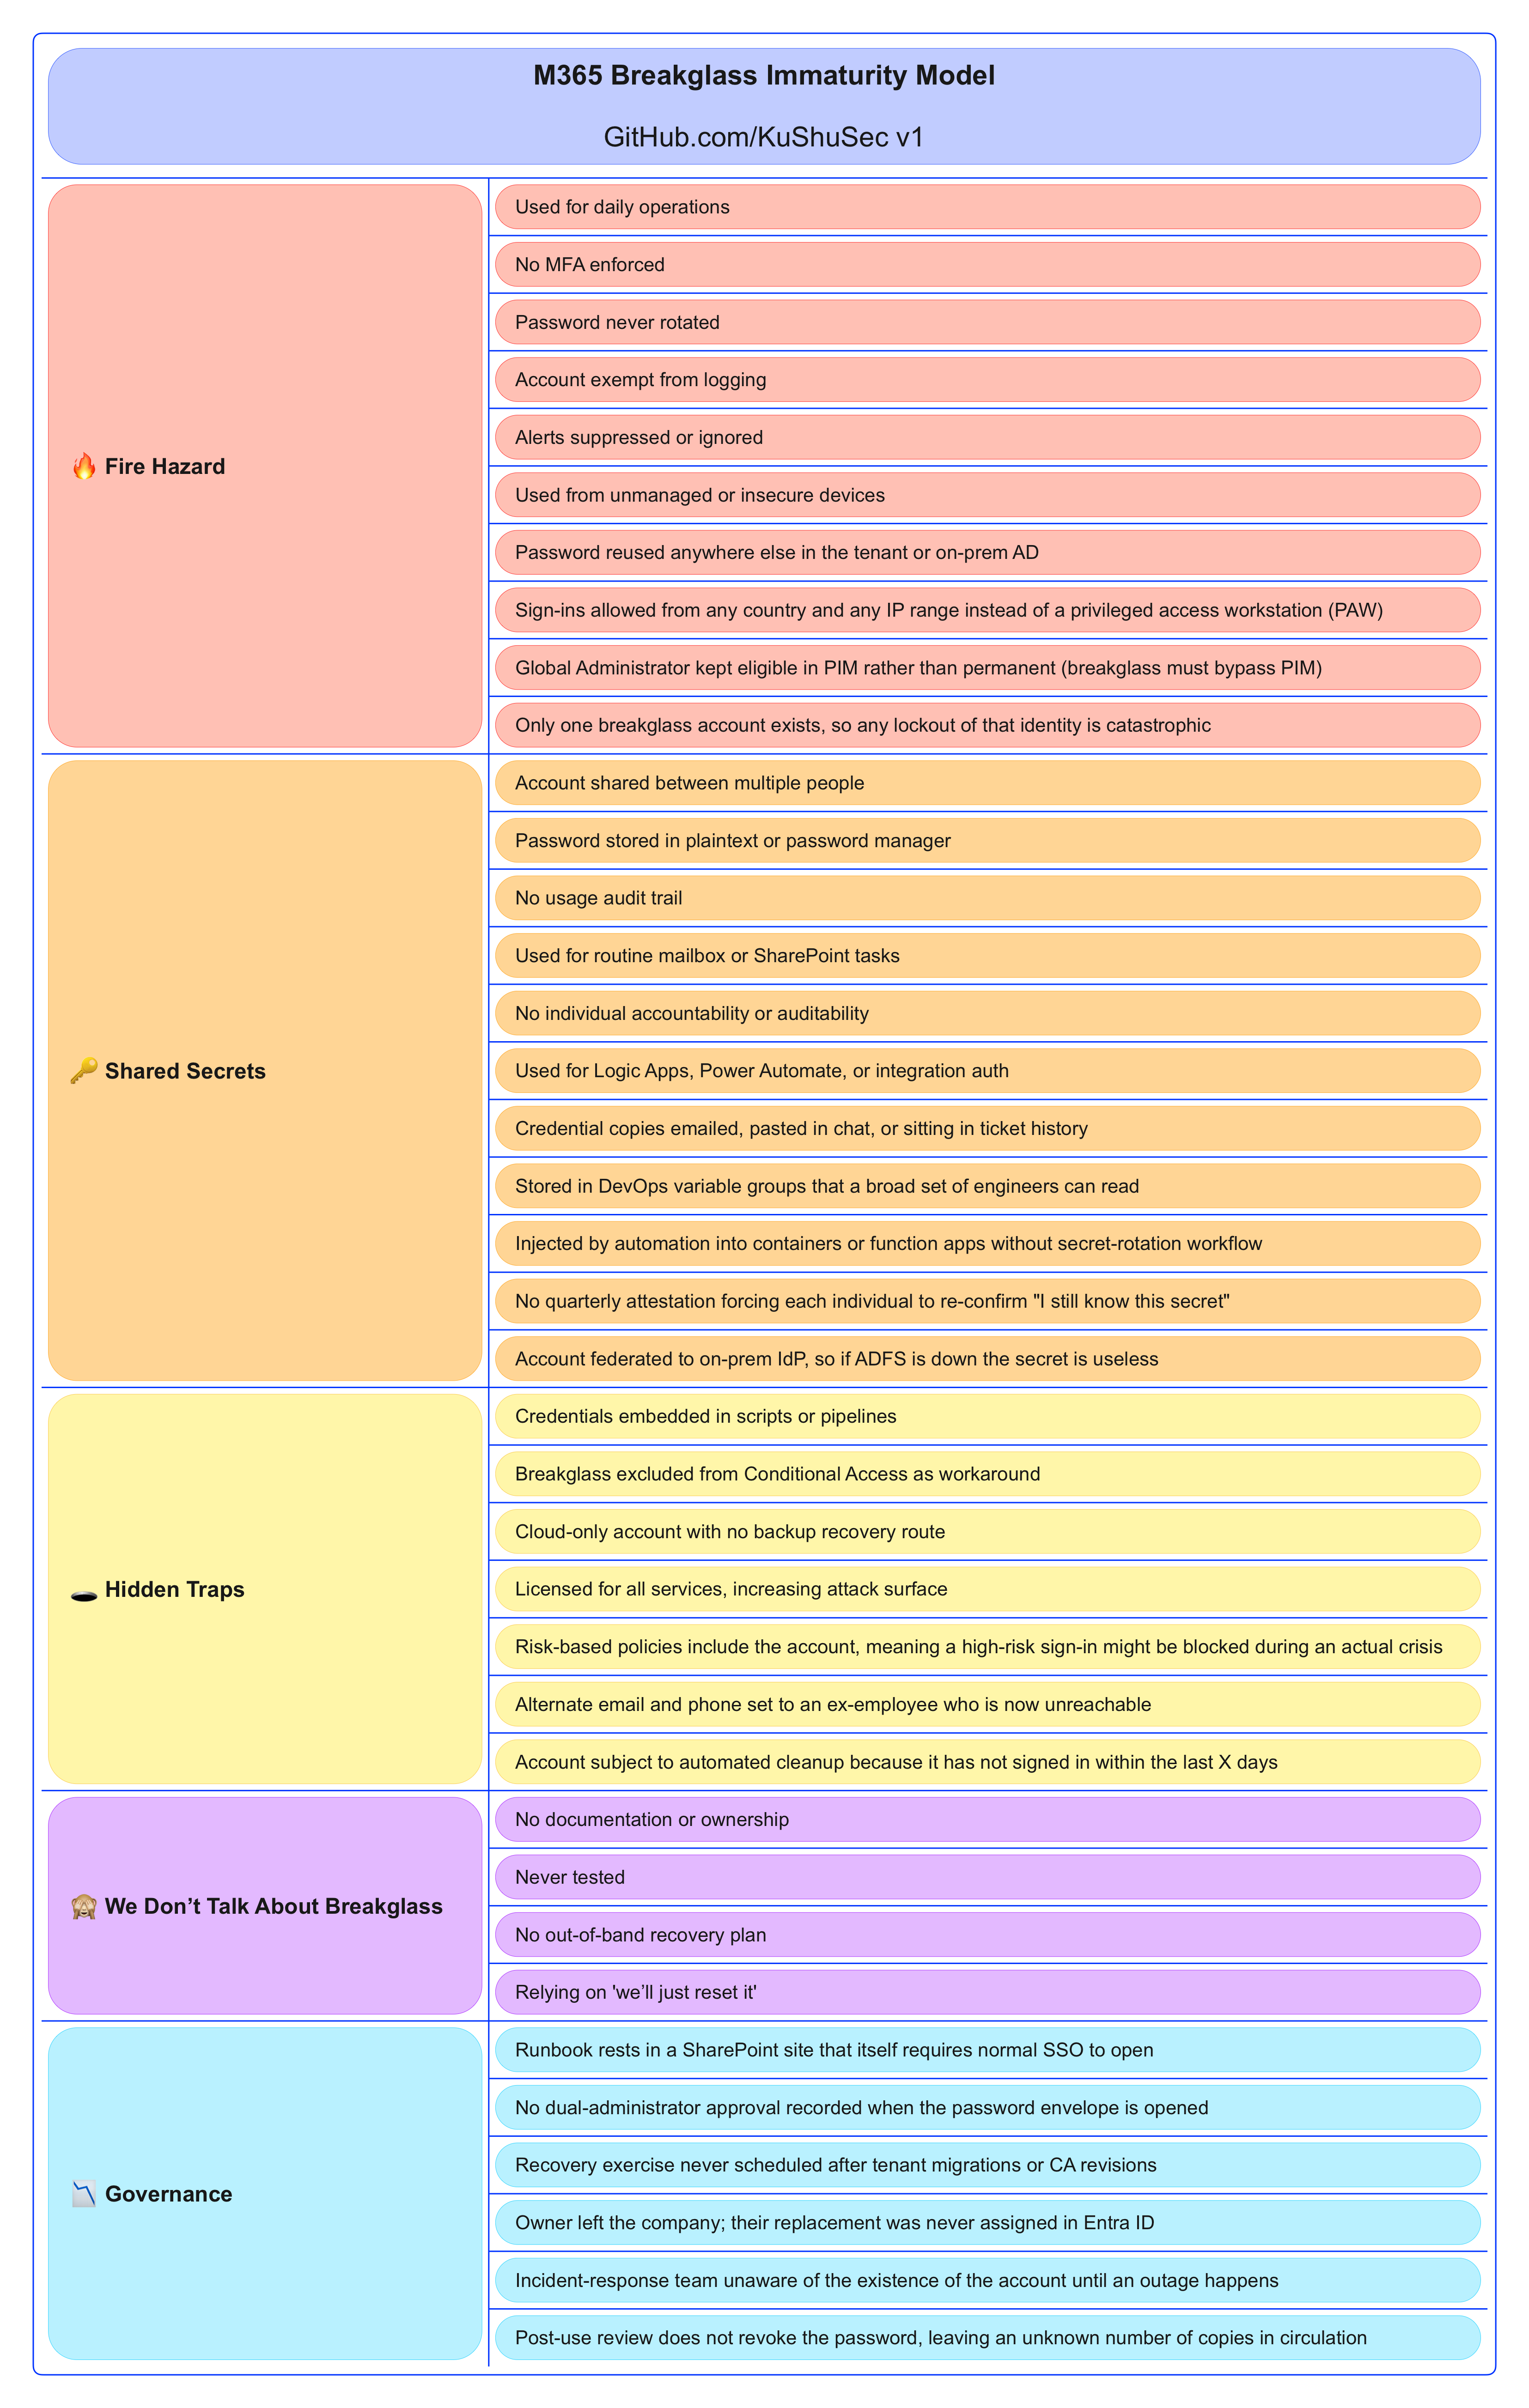 M365 Breakglass Immaturity Model
GitHub.com/KuShuSec v1
🔥 Fire Hazard
Used for daily operations
No MFA enforced
Password never rotated
Account exempt from logging
Alerts suppressed or ignored
Used from unmanaged or insecure devices
Password reused anywhere else in the tenant or on-prem AD
Sign-ins allowed from any country and any IP range instead of a privileged access workstation (PAW)
Global Administrator kept eligible in PIM rather than permanent (breakglass must bypass PIM)
Only one breakglass account exists, so any lockout of that identity is catastrophic
🔑 Shared Secrets
Account shared between multiple people
Password stored in plaintext or password manager
No usage audit trail
Used for routine mailbox or SharePoint tasks
No individual accountability or auditability
Used for Logic Apps, Power Automate, or integration auth
Credential copies emailed, pasted in chat, or sitting in ticket history
Stored in DevOps variable groups that a broad set of engineers can read
Injected by automation into containers or function apps without secret-rotation workflow
No quarterly attestation forcing each individual to re-confirm "I still know this secret"
Account federated to on-prem IdP, so if ADFS is down the secret is useless
🕳️ Hidden Traps
Credentials embedded in scripts or pipelines
Breakglass excluded from Conditional Access as workaround
Cloud-only account with no backup recovery route
Licensed for all services, increasing attack surface
Risk-based policies include the account, meaning a high-risk sign-in might be blocked during an actual crisis
Alternate email and phone set to an ex-employee who is now unreachable
Account subject to automated cleanup because it has not signed in within the last X days
🙈 We Don’t Talk About Breakglass
No documentation or ownership
Never tested
No out-of-band recovery plan
Relying on 'we’ll just reset it'
📉 Governance
Runbook rests in a SharePoint site that itself requires normal SSO to open
No dual-administrator approval recorded when the password envelope is opened
Recovery exercise never scheduled after tenant migrations or CA revisions
Owner left the company; their replacement was never assigned in Entra ID
Incident-response team unaware of the existence of the account until an outage happens
Post-use review does not revoke the password, leaving an unknown number of copies in circulation